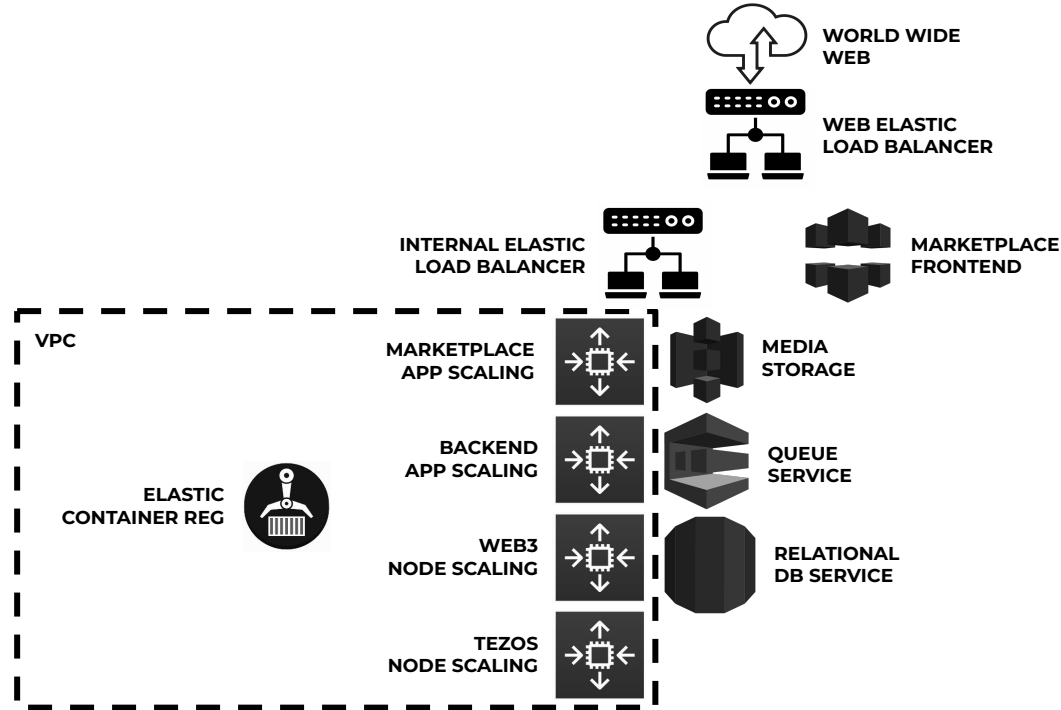 WORLD WIDE
WEB
WEB ELASTIC
LOAD BALANCER
INTERNAL ELASTIC
LOAD BALANCER
MARKETPLACE
FRONTEND
VPC
MARKETPLACE
APP SCALING
MEDIA
STORAGE
BACKEND
APP SCALING
QUEUE
SERVICE
ELASTIC
CONTAINER REG
WEB3
NODE SCALING
RELATIONAL
DB SERVICE
TEZOS
NODE SCALING